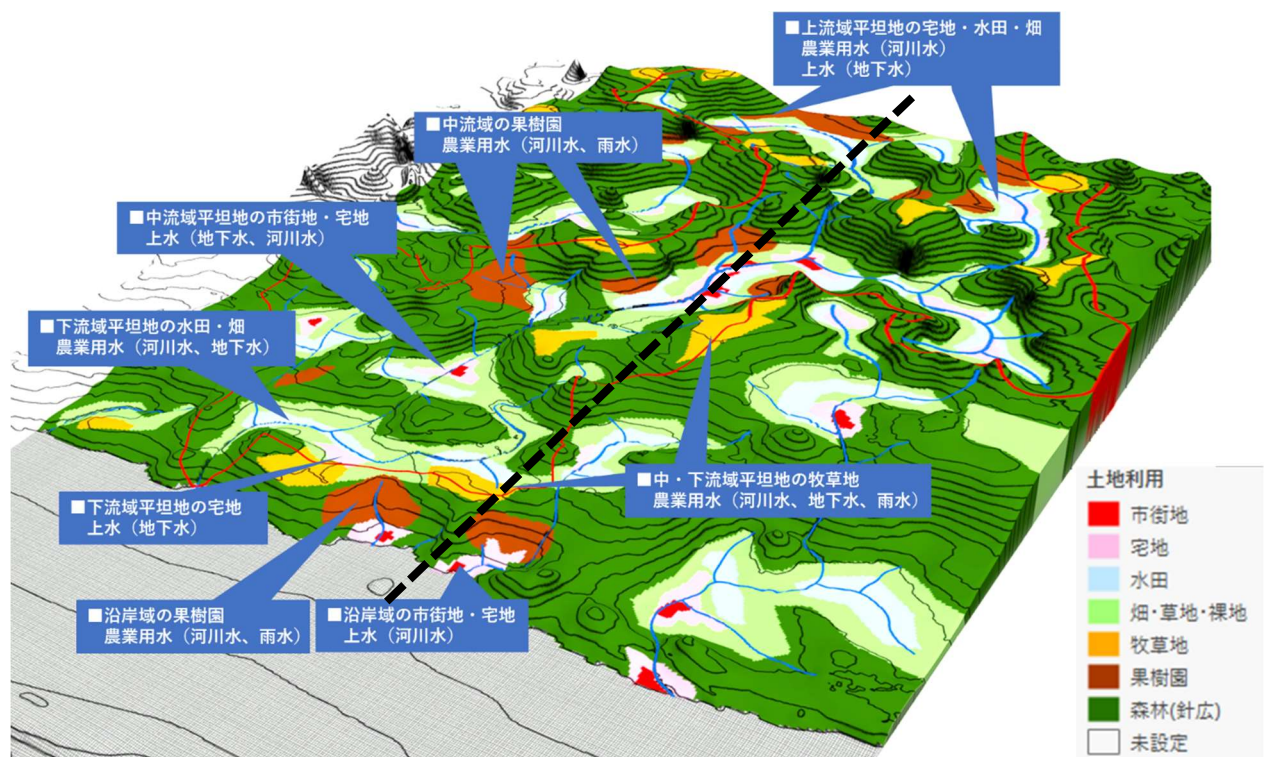 ■上流域平坦地の宅地・水田・畑
農業用水（河川水）
上水（地下水）
■中流域の果樹園
農業用水（河川水、雨水）
■中流域平坦地の市街地・宅地
上水（地下水、河川水）
■下流域平坦地の水田・畑
農業用水（河川水、地下水）
■中・下流域平坦地の牧草地
農業用水（河川水、地下水、雨水）
■下流域平坦地の宅地
上水（地下水）
■沿岸域の果樹園
農業用水（河川水、雨水）
■沿岸域の市街地・宅地
上水（河川水）
土地利用
市街地
宅地
水田
畑・草地・裸地
牧草地
果樹園
森林(針広)
未設定